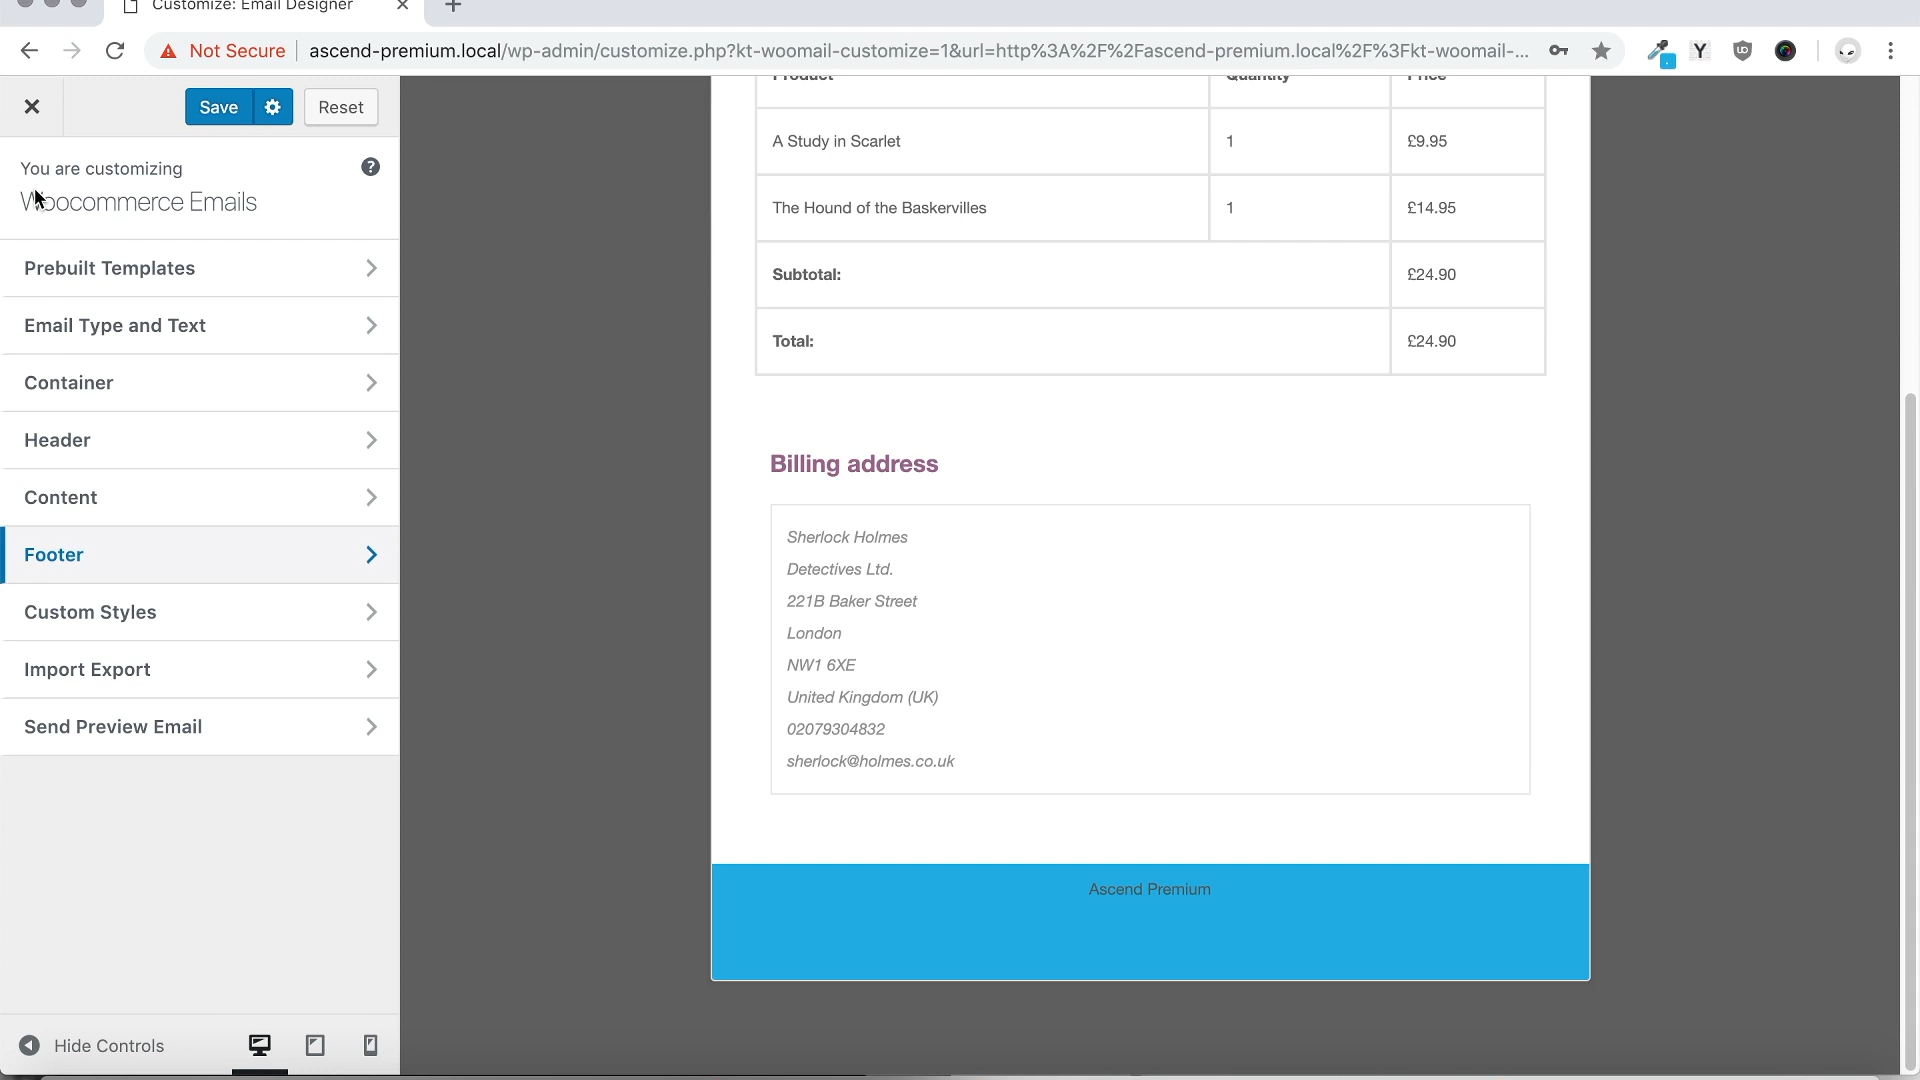 Customize: Email Designer
Not Secure ascend-premium.local/wp-admin/customize.php?kt-woomail-customize=1&url=http%3A%2F%2Fascend-premium.local%2F%3Fkt-woomail-...
Save Reset
You are customizing
Woocommerce Emails
Prebuilt Templates
Email Type and Text
Container
Header
Content
Footer
Custom Styles
Import Export
Send Preview Email
Hide Controls
Product Quantity Price
A Study in Scarlet 1 £9.95
The Hound of the Baskervilles 1 £14.95
Subtotal: £24.90
Total: £24.90
Billing address
Sherlock Holmes
Detectives Ltd.
221B Baker Street
London
NW1 6XE
United Kingdom (UK)
02079304832
sherlock@holmes.co.uk
Ascend Premium